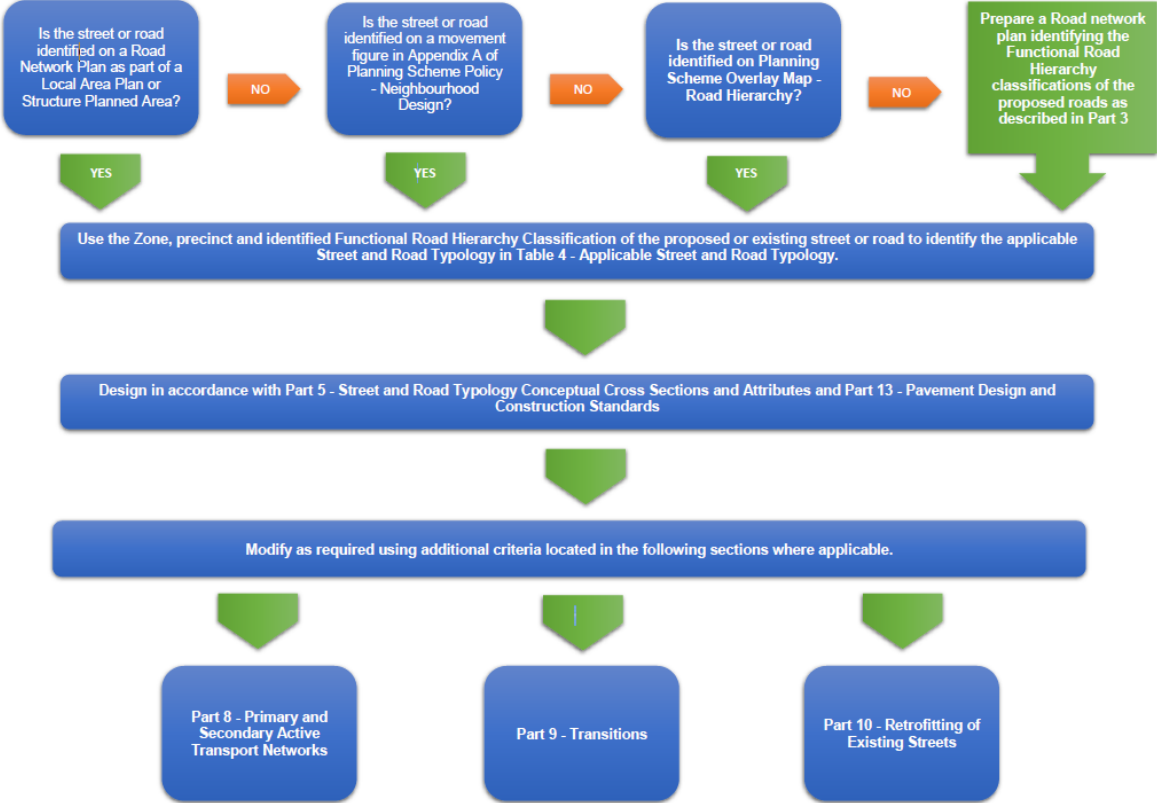 Is the street or road
identified on a Road
Network Plan as part of a
Local Area Plan or
Structure Planned Area?
NO
Is the street or road
identified on a movement
figure in Appendix A of
Planning Scheme Policy
- Neighbourhood
Design?
NO
Is the street or road
identified on Planning
Scheme Overlay Map -
Road Hierarchy?
NO
Prepare a Road network
plan identifying the
Functional Road
Hierarchy
classifications of the
proposed roads as
described in Part 3
YES
YES
YES
Use the Zone, precinct and identified Functional Road Hierarchy Classification of the proposed or existing street or road to identify the applicable
Street and Road Typology in Table 4 - Applicable Street and Road Typology.
Design in accordance with Part 5 - Street and Road Typology Conceptual Cross Sections and Attributes and Part 13 - Pavement Design and
Construction Standards
Modify as required using additional criteria located in the following sections where applicable.
Part 8 - Primary and
Secondary Active
Transport Networks
Part 9 - Transitions
Part 10 - Retrofitting of
Existing Streets